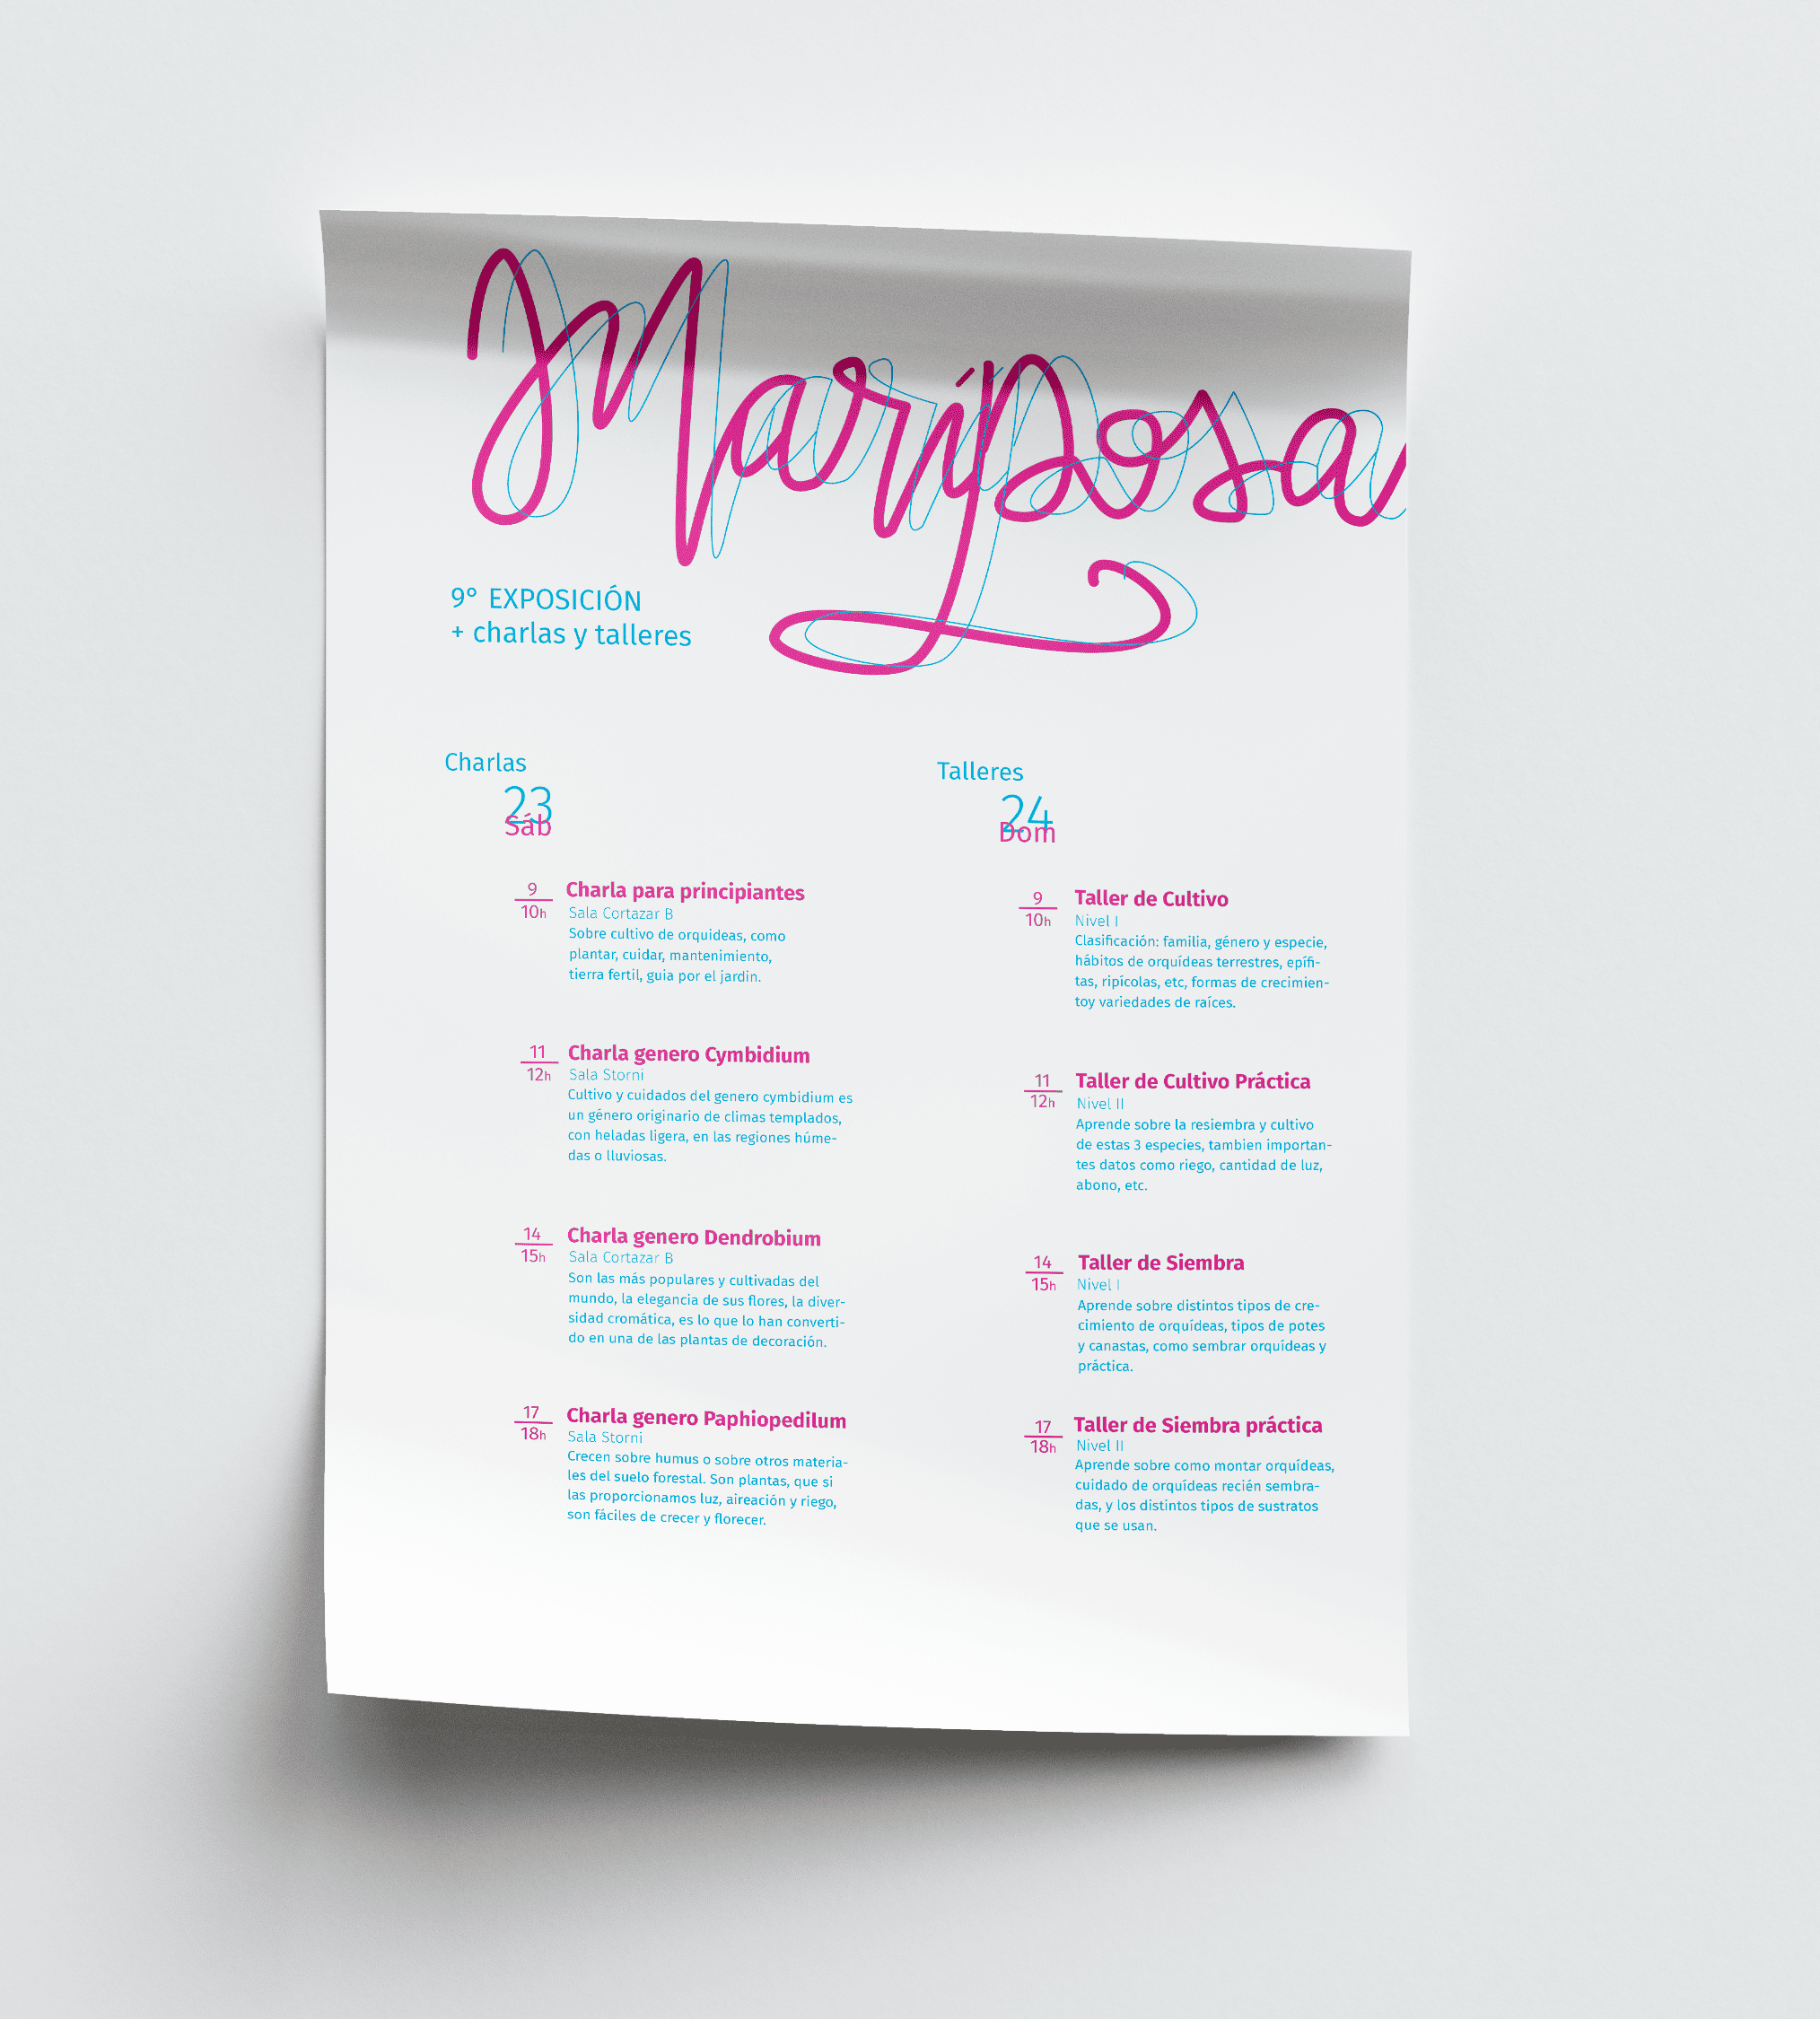 Mariposa
9° EXPOSICIÓN
+ charlas y talleres
Charlas
23
Sáb
9
10h
Charla para principiantes
Sala Cortazar B
Sobre cultivo de orquideas, como
plantar, cuidar, mantenimiento,
tierra fertil, guia por el jardin.
11
12h
Charla genero Cymbidium
Sala Storni
Cultivo y cuidados del genero cymbidium es
un género originario de climas templados,
con heladas ligera, en las regiones húme-
das o lluviosas.
14
15h
Charla genero Dendrobium
Sala Cortazar B
Son las más populares y cultivadas del
mundo, la elegancia de sus flores, la diver-
sidad cromática, es lo que lo han converti-
do en una de las plantas de decoración.
17
18h
Charla genero Paphiopedilum
Sala Storni
Crecen sobre humus o sobre otros materia-
les del suelo forestal. Son plantas, que si
las proporcionamos luz, aireación y riego,
son fáciles de crecer y florecer.
Talleres
24
Dom
9
10h
Taller de Cultivo
Nivel I
Clasificación: familia, género y especie,
hábitos de orquídeas terrestres, epífi-
tas, ripícolas, etc, formas de crecimien-
toy variedades de raíces.
11
12h
Taller de Cultivo Práctica
Nivel II
Aprende sobre la resiembra y cultivo
de estas 3 especies, tambien importan-
tes datos como riego, cantidad de luz,
abono, etc.
14
15h
Taller de Siembra
Nivel I
Aprende sobre distintos tipos de cre-
cimiento de orquídeas, tipos de potes
y canastas, como sembrar orquídeas y
práctica.
17
18h
Taller de Siembra práctica
Nivel II
Aprende sobre como montar orquídeas,
cuidado de orquídeas recién sembra-
das, y los distintos tipos de sustratos
que se usan.